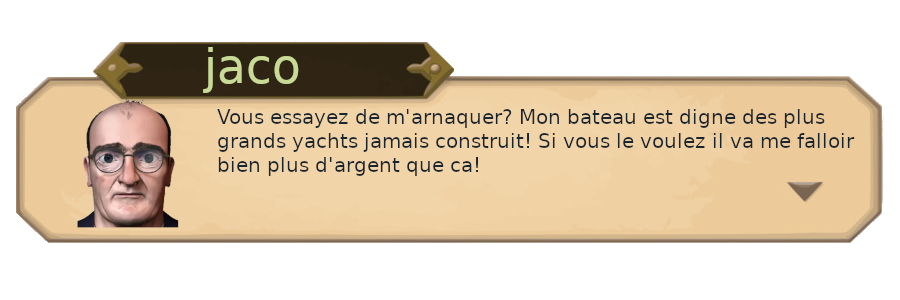 jaco
Vous essayez de m'arnaquer? Mon bateau est digne des plus
grands yachts jamais construit! Si vous le voulez il va me falloir
bien plus d'argent que ca!